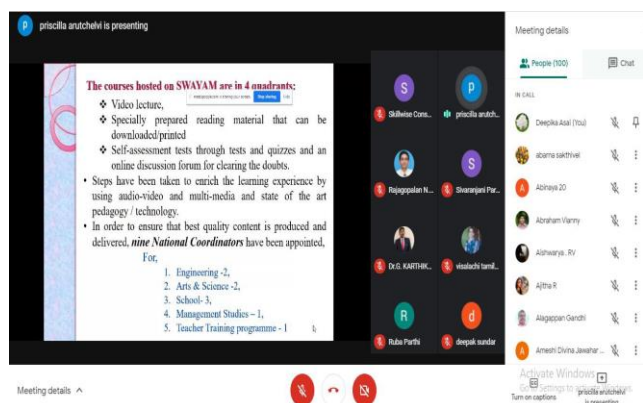 p priscilla arutchelvi is presenting
The courses hosted on SWAYAM are in 4 quadrants:
❖ Video lecture,
❖ Specially prepared reading material that can be
downloaded/printed
❖ Self-assessment tests through tests and quizzes and an
online discussion forum for clearing the doubts.
• Steps have been taken to enrich the learning experience by
using audio-video and multi-media and state of the art
pedagogy / technology.
• In order to ensure that best quality content is produced and
delivered, nine National Coordinators have been appointed,
For,
1. Engineering -2,
2. Arts & Science -2,
3. School- 3,
4. Management Studies – 1,
5. Teacher Training programme - 1
S
Skillwise Cons...
p
priscilla arutch...
Rajagopalan N...
S
Sivaranjani Par...
Dr.G. KARTHIK...
visalachi tamil...
R
Ruba Parthi
d
deepak sundar
Meeting details
People (100)
Chat
IN CALL
Deepika Asal (You)
abarna sakthivel
A Abinaya 20
Abraham Vianny
Aishwarya . RV
Ajitha R
Alagappan Gandhi
A Ameshi Divina Jawahar ...
Activate Windows
Go to Settings to activate Windows.
Meeting details
Turn on captions
priscilla arutchelvi
is presenting